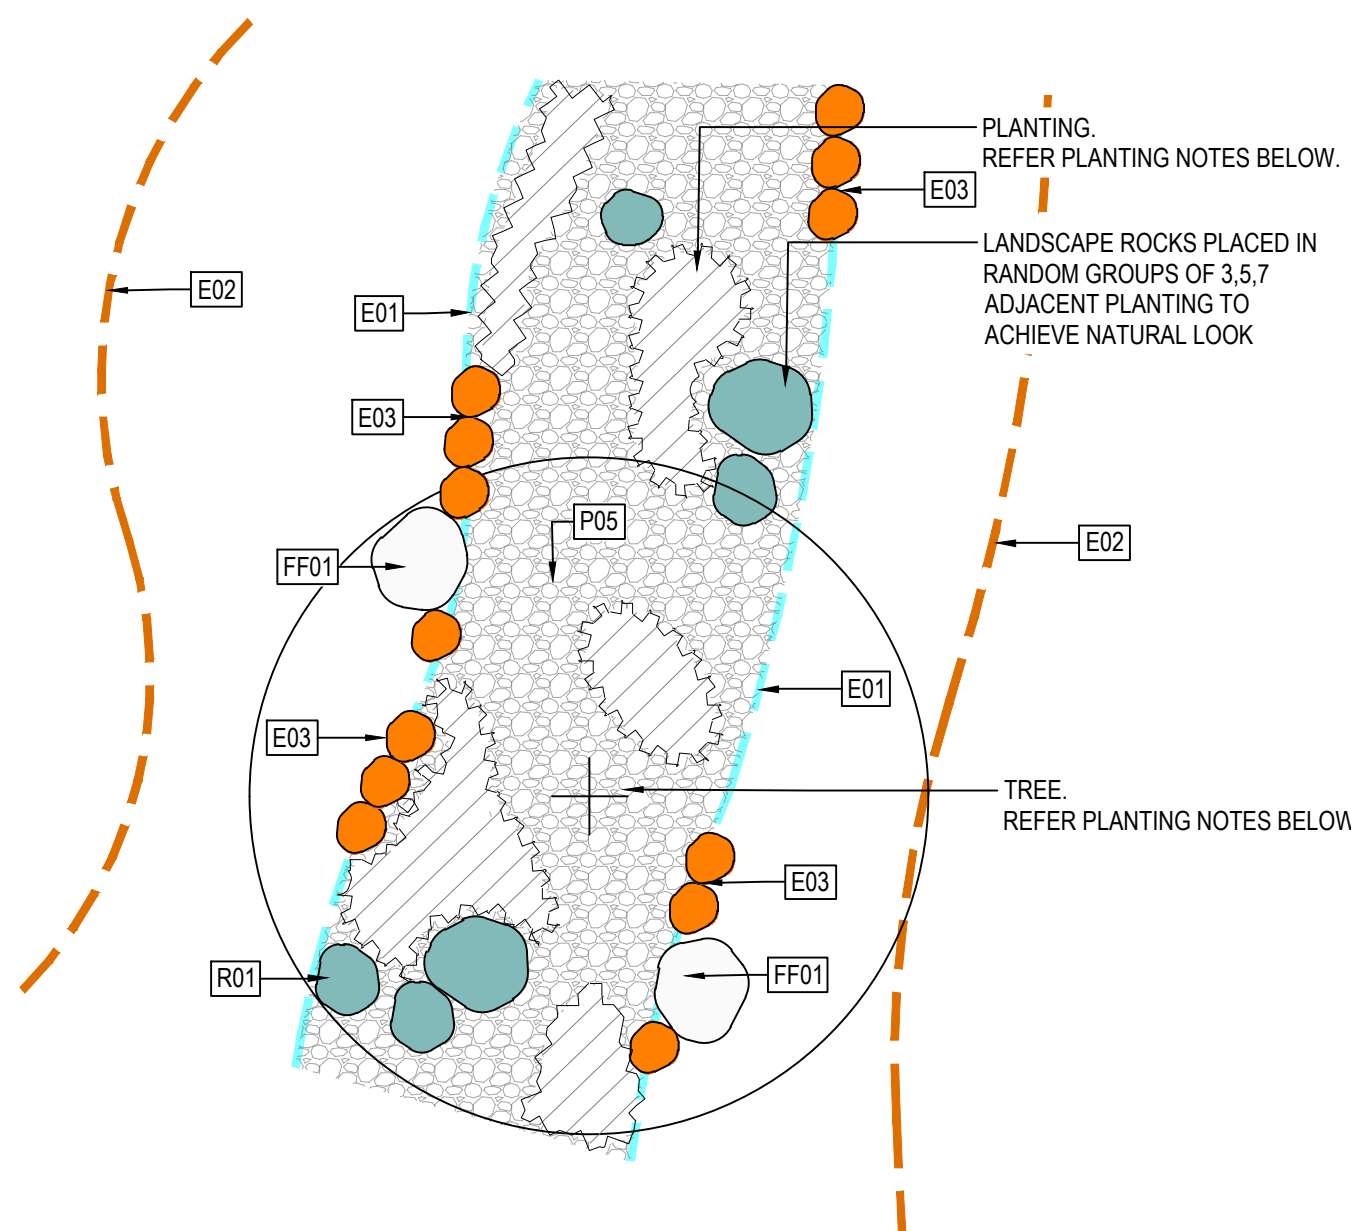 PLANTING.
REFER PLANTING NOTES BELOW.
E03
LANDSCAPE ROCKS PLACED IN
RANDOM GROUPS OF 3,5,7
ADJACENT PLANTING TO
ACHIEVE NATURAL LOOK
E02
E01
E03
P05
E02
FF01
E01
E03
TREE.
REFER PLANTING NOTES BELOW
E03
R01
FF01